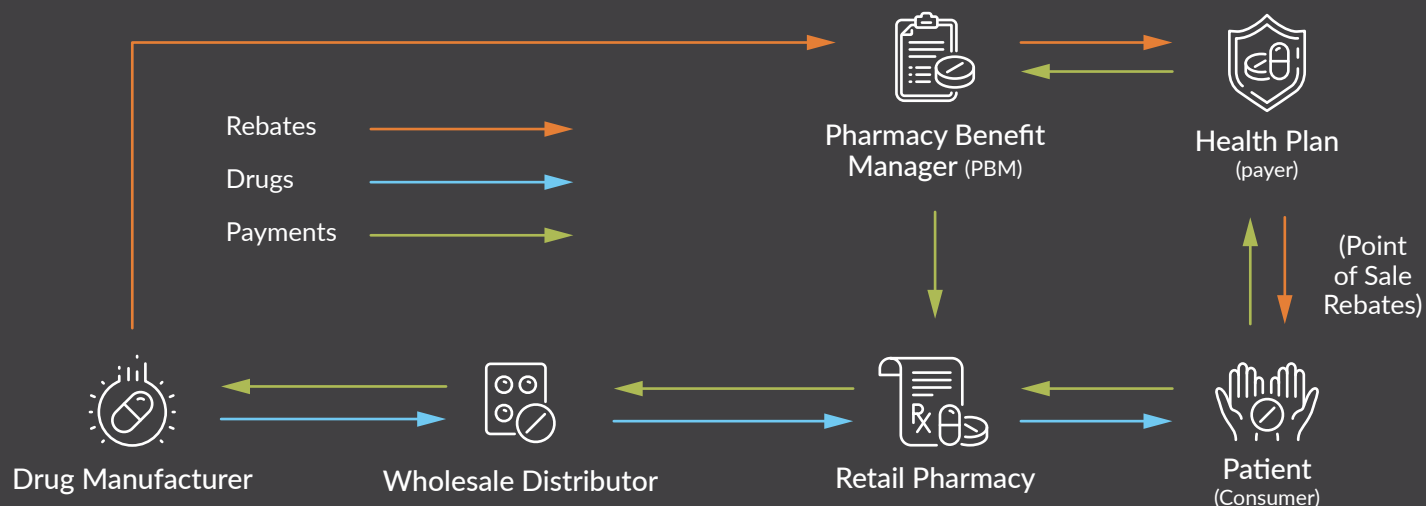 Rebates
Drugs
Payments
Pharmacy Benefit
Manager (PBM)
Health Plan
(payer)
(Point
of Sale
Rebates)
Rx
Drug Manufacturer
Wholesale Distributor
Retail Pharmacy
Patient
(Consumer)